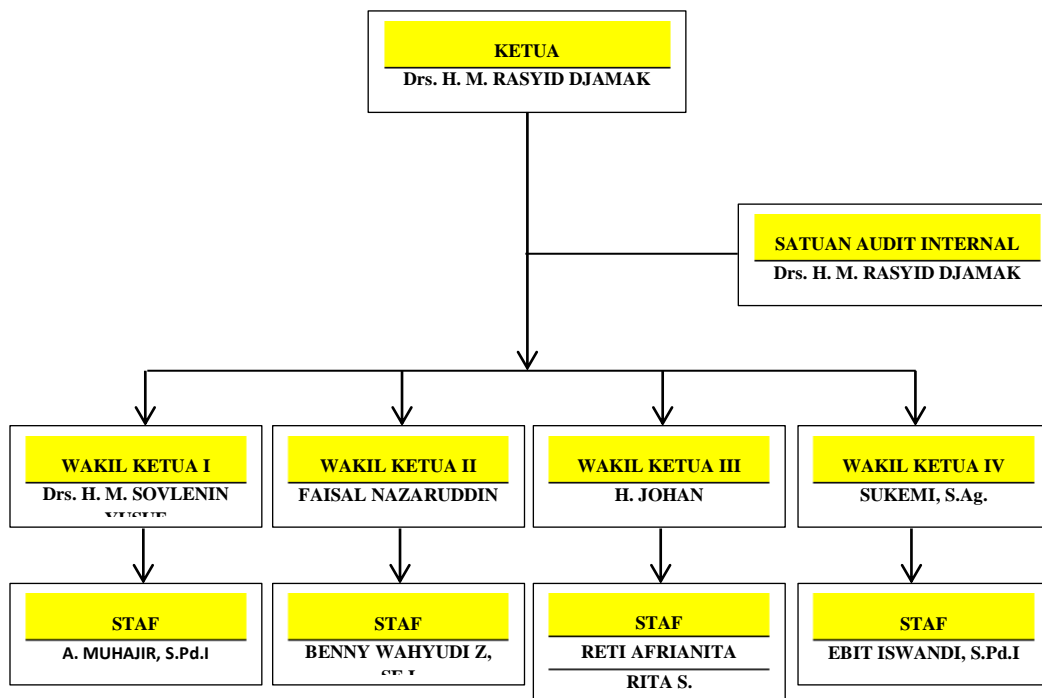 KETUA
Drs. H. M. RASYID DJAMAK
SATUAN AUDIT INTERNAL
Drs. H. M. RASYID DJAMAK
WAKIL KETUA I
Drs. H. M. SOVLENIN
WAKIL KETUA II
FAISAL NAZARUDDIN
WAKIL KETUA III
H. JOHAN
WAKIL KETUA IV
SUKEMI, S.Ag.
STAF
A. MUHAJIR, S.Pd.I
STAF
BENNY WAHYUDI Z,
STAF
RETI AFRIANITA
RITA S.
STAF
EBIT ISWANDI, S.Pd.I